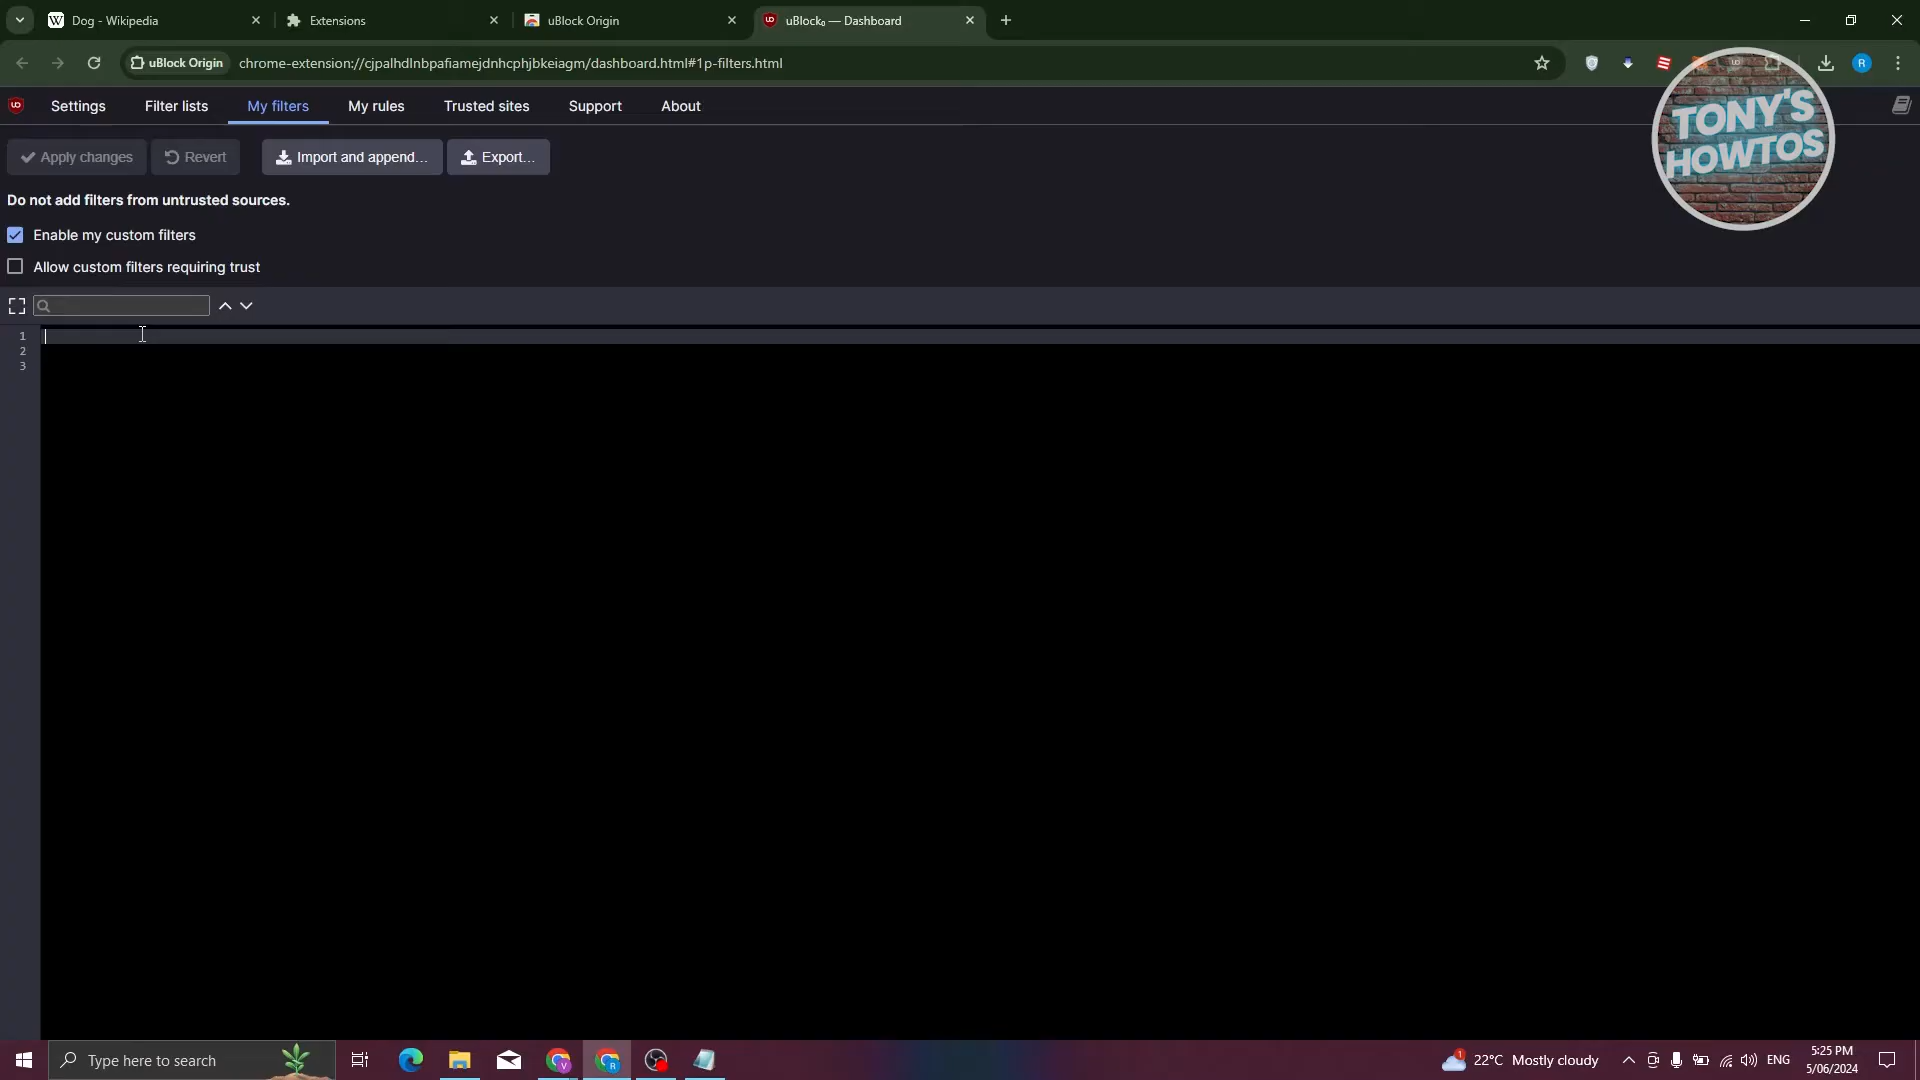 Dog - Wikipedia
Extensions
uBlock Origin
uBlock₀ — Dashboard
uBlock Origin
chrome-extension://cjpalhdlnbpafiamejdnhcphjbkeiagm/dashboard.html#1p-filters.html
R
Settings
Filter lists
My filters
My rules
Trusted sites
Support
About
TONY'S
HOWTOS
Apply changes
Revert
Import and append...
Export...
Do not add filters from untrusted sources.
Enable my custom filters
Allow custom filters requiring trust
1
2
3
Type here to search
V
R
1
22°C Mostly cloudy
ENG
5:25 PM
5/06/2024